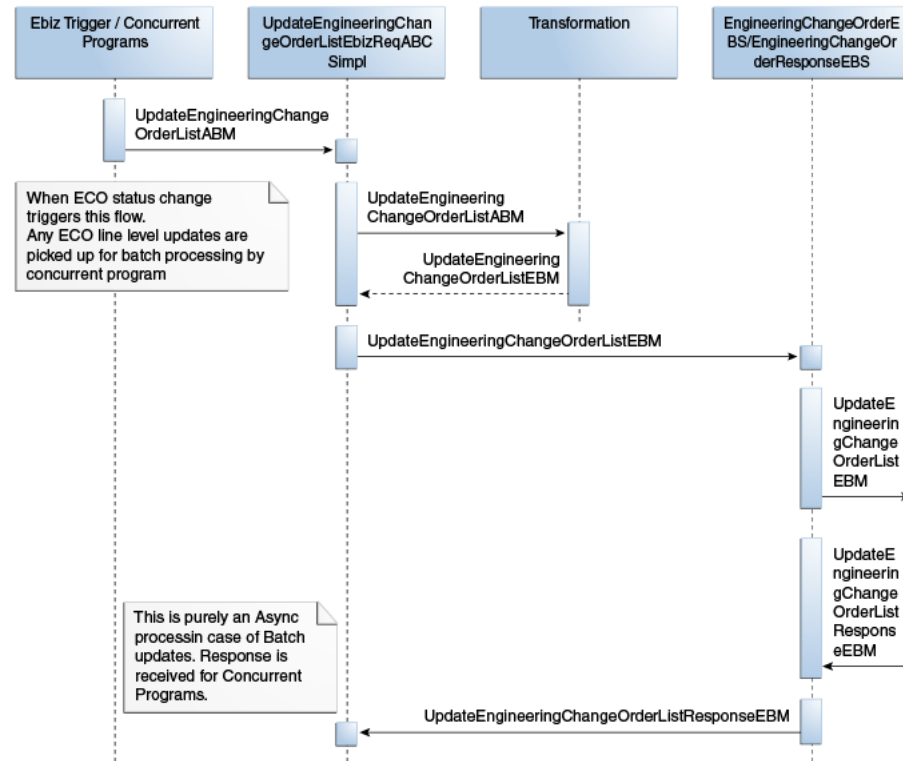 Ebiz Trigger / Concurrent
Programs
UpdateEngineeringChan
geOrderListEbizReqABC
SImpl
Transformation
EngineeringChangeOrderE
BS/EngineeringChangeOr
derResponseEBS
UpdateEngineeringChange
OrderListABM
When ECO status change
triggers this flow.
Any ECO line level updates are
picked up for batch processing by
concurrent program
UpdateEngineering
ChangeOrderListABM
UpdateEngineering
ChangeOrderListEBM
UpdateEngineeringChangeOrderListEBM
UpdateE
ngineerin
gChange
OrderList
EBM
UpdateE
ngineerin
gChange
OrderList
Respons
eEBM
This is purely an Async
processin case of Batch
updates. Response is
received for Concurrent
Programs.
UpdateEngineeringChangeOrderListResponseEBM